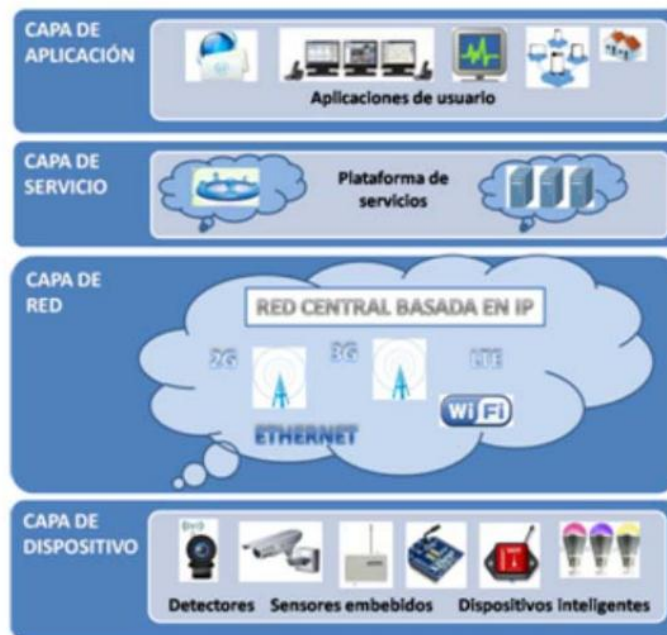 CAPA DE
APLICACIÓN
Aplicaciones de usuario
CAPA DE
SERVICIO
Plataforma de
servicios
CAPA DE
RED
RED CENTRAL BASADA EN IP
2G
3G
LTE
WiFi
ETHERNET
CAPA DE
DISPOSITIVO
Detectores Sensores embebidos Dispositivos inteligentes